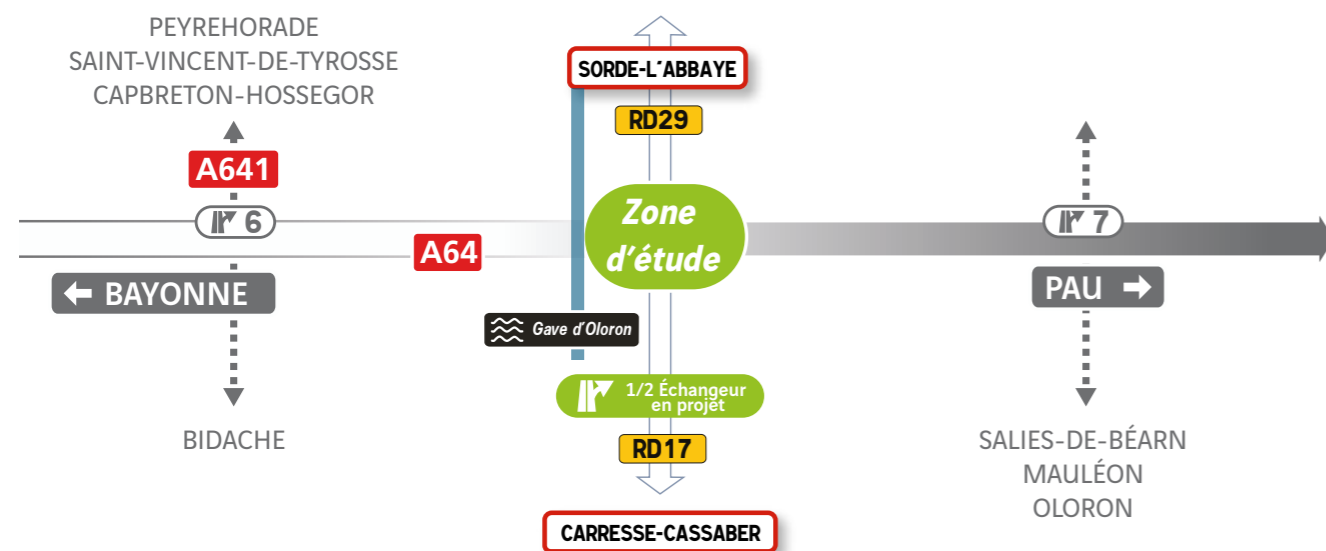 PEYREHORADE
SAINT-VINCENT-DE-TYROSSE
CAPBRETON-HOSSEGOR
A641
6
A64
← BAYONNE
BIDACHE
SORDE-L'ABBAYE
RD29
Zone
d'étude
Gave d'Oloron
1/2 Échangeur
en projet
RD17
CARRESSE-CASSABER
7
PAU →
SALIES-DE-BÉARN
MAULÉON
OLORON